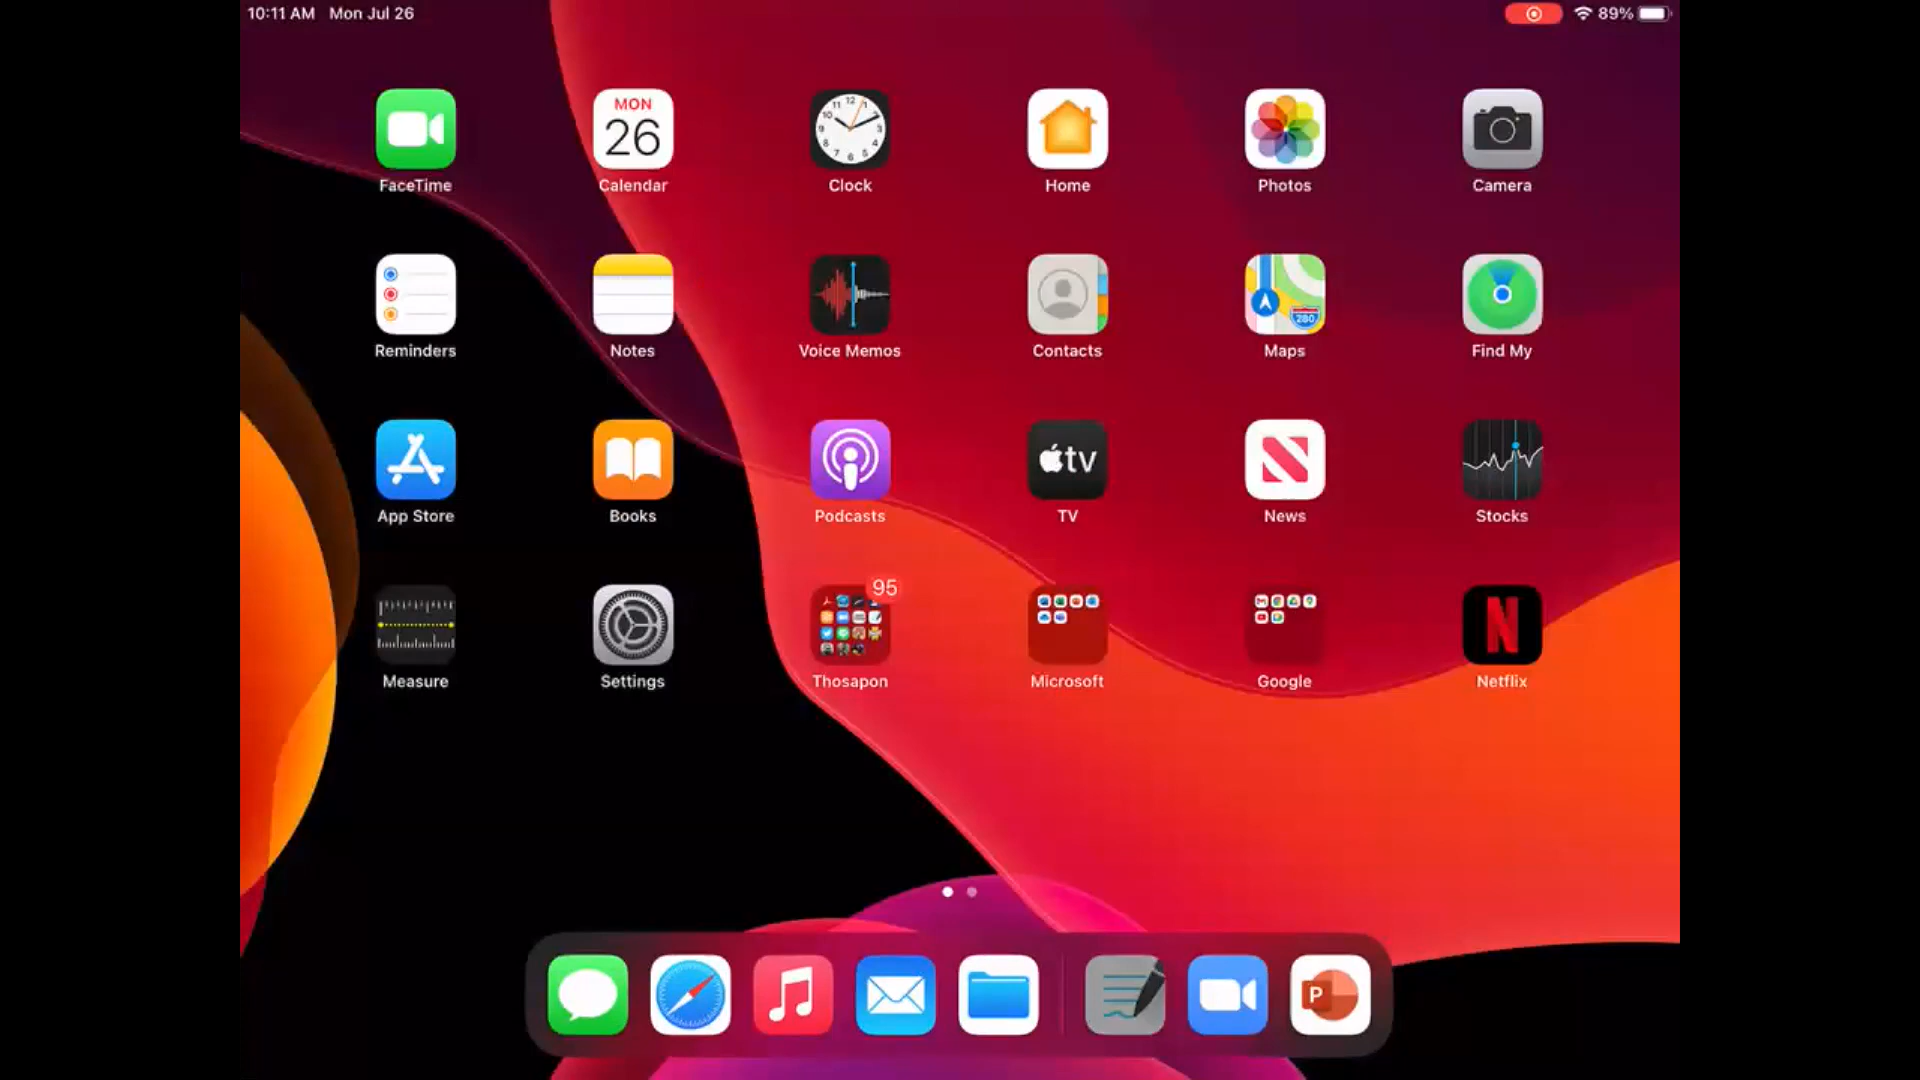 10:11 AM Mon Jul 26
89%
MON
26
FaceTime
Calendar
Clock
Home
Photos
Camera
280
Reminders
Notes
Voice Memos
Contacts
Maps
Find My
tv
App Store
Books
Podcasts
TV
News
Stocks
95
N
Measure
Settings
Thosapon
Microsoft
Google
Netflix
P